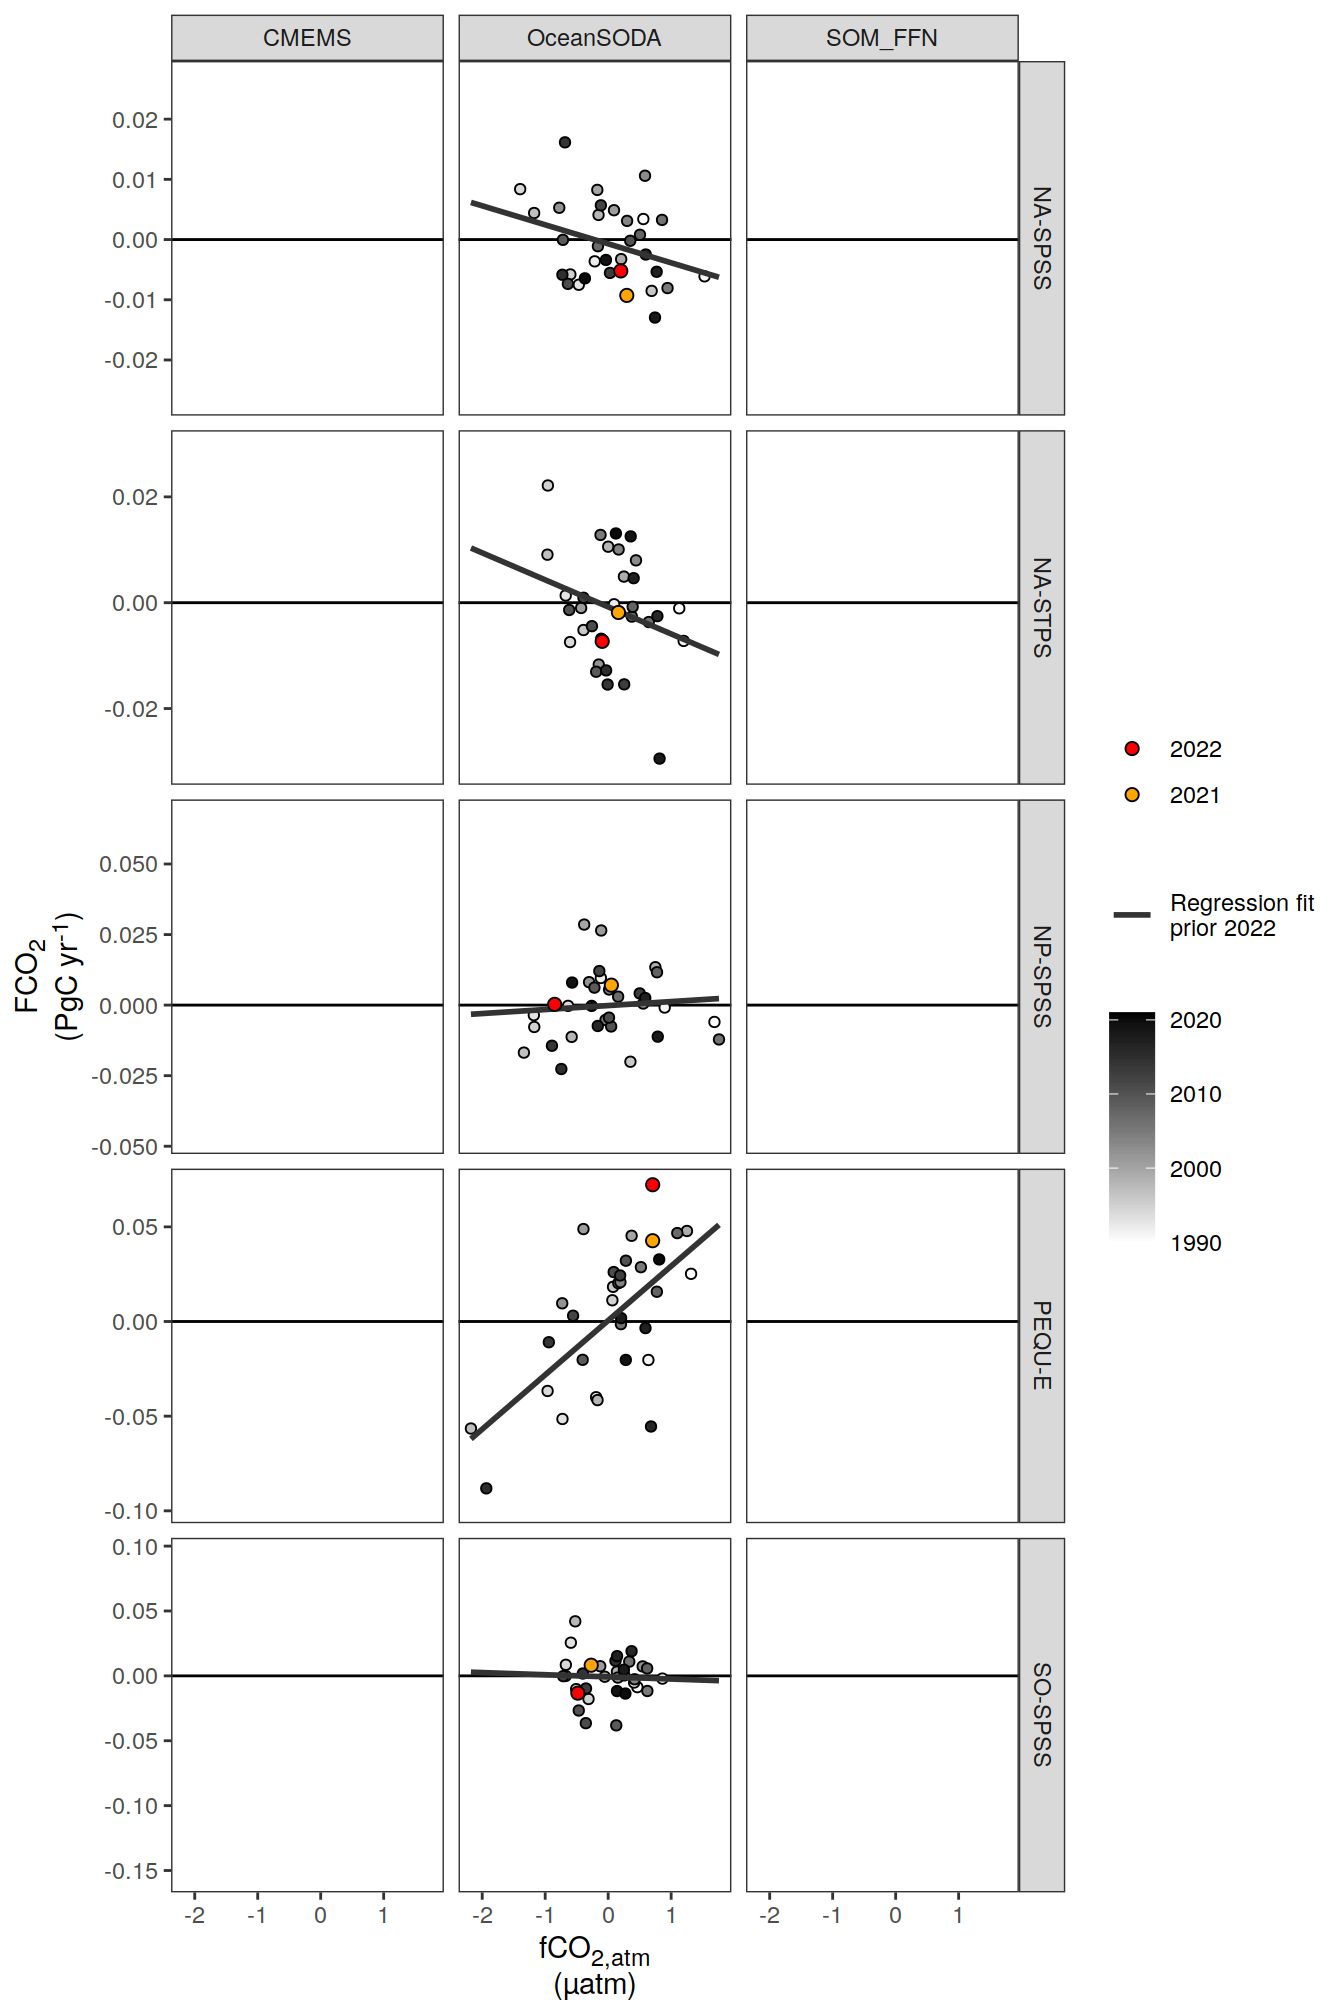 CMEMS
OceanSODA
SOM_FFN
0.02
0.01
0.00
-0.01
-0.02
NA-SPSS
0.02
0.00
-0.02
NA-STPS
0.050
0.025
0.000
-0.025
-0.050
NP-SPSS
0.05
0.00
-0.05
-0.10
PEQU-E
0.10
0.05
0.00
-0.05
-0.10
-0.15
SO-SPSS
FCO2
(PgC yr-1)
-2 -1 0 1
-2 -1 0 1
-2 -1 0 1
fCO2,atm
(µatm)
2022
2021
Regression fit
prior 2022
2020
2010
2000
1990